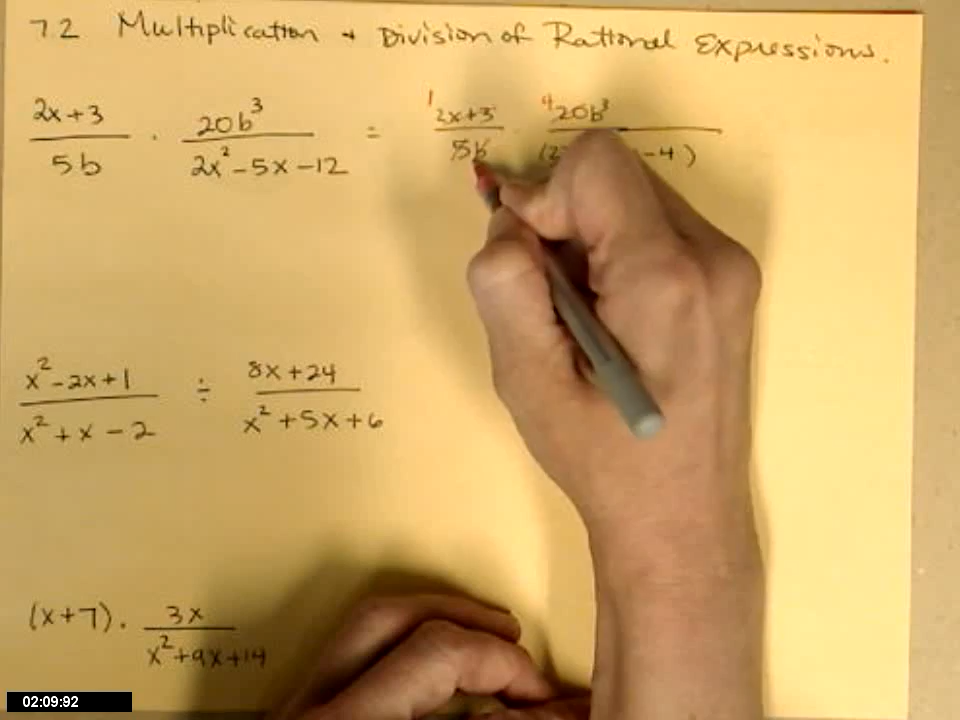 7.2 Multiplication + Division of Rational Expressions.
2x+3 20b³ 1 2x+3 4 20b³
· = ·
5b 2x²-5x-12 5b (2 -4)
x²-2x+1 8x+24
÷
x²+x-2 x²+5x+6
3x
(x+7) ·
x²+9x+14
02:09:92